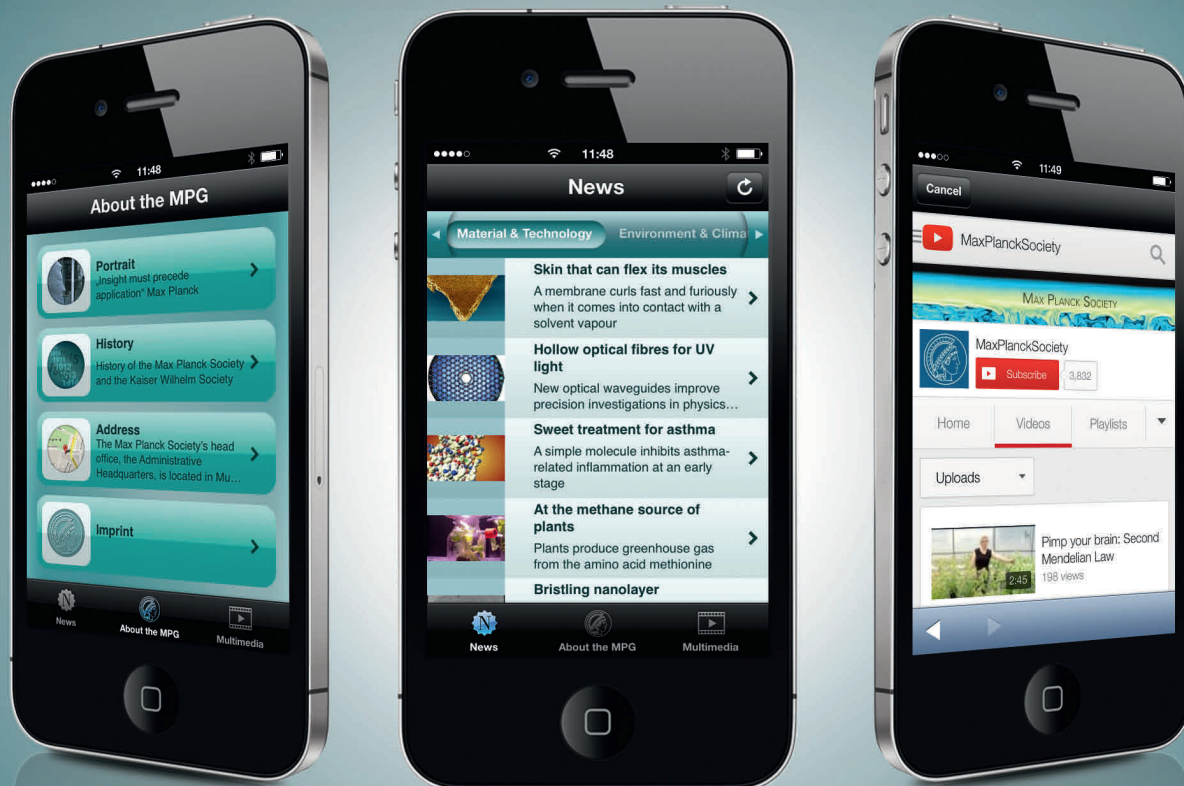 11:48
About the MPG
Portrait
„Insight must precede
application“ Max Planck
History
History of the Max Planck Society
and the Kaiser Wilhelm Society
Address
The Max Planck Society's head
office, the Administrative
Headquarters, is located in Mu…
Imprint
News
About the MPG
Multimedia
11:48
News
Material & Technology
Environment & Clima
Skin that can flex its muscles
A membrane curls fast and furiously
when it comes into contact with a
solvent vapour
Hollow optical fibres for UV
light
New optical waveguides improve
precision investigations in physics…
Sweet treatment for asthma
A simple molecule inhibits asthma-
related inflammation at an early
stage
At the methane source of
plants
Plants produce greenhouse gas
from the amino acid methionine
Bristling nanolayer
N
News
About the MPG
Multimedia
11:49
Cancel
MaxPlanckSociety
MAX PLANCK SOCIETY
MaxPlanckSociety
Subscribe
3,832
Home
Videos
Playlists
Uploads
2:45
Pimp your brain: Second
Mendelian Law
198 views